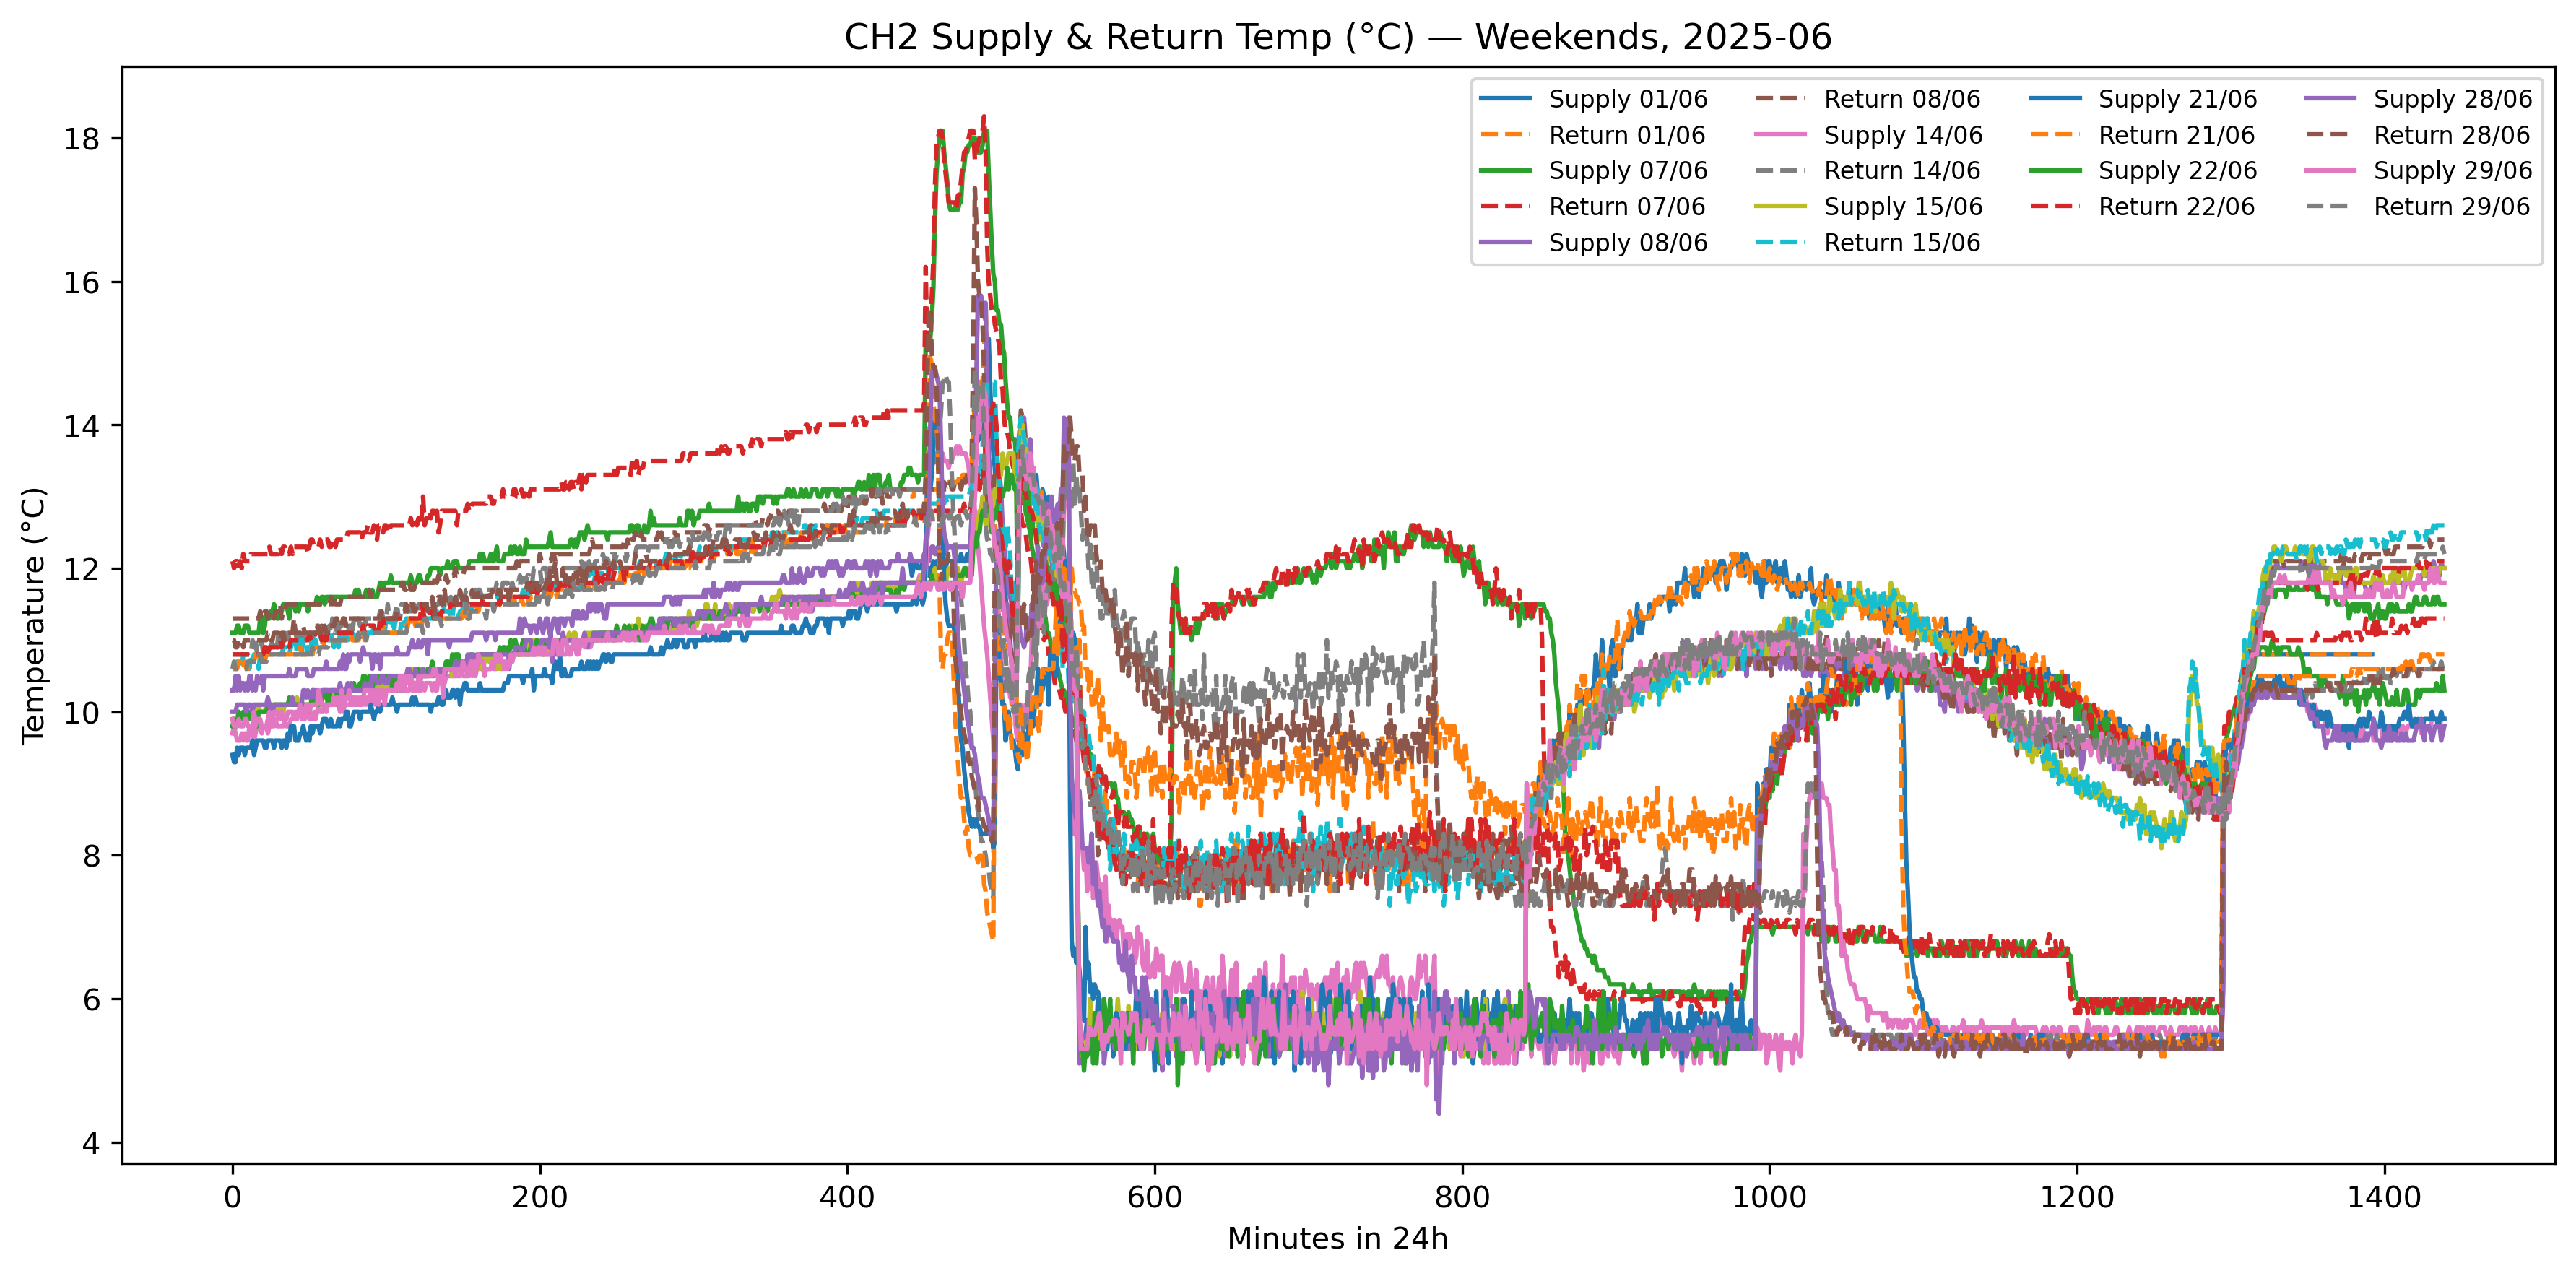 CH2 Supply & Return Temp (°C) — Weekends, 2025-06
Supply 01/06
Return 01/06
Supply 07/06
Return 07/06
Supply 08/06
Return 08/06
Supply 14/06
Return 14/06
Supply 15/06
Return 15/06
Supply 21/06
Return 21/06
Supply 22/06
Return 22/06
Supply 28/06
Return 28/06
Supply 29/06
Return 29/06
Temperature (°C)
18
16
14
12
10
8
6
4
0 200 400 600 800 1000 1200 1400
Minutes in 24h